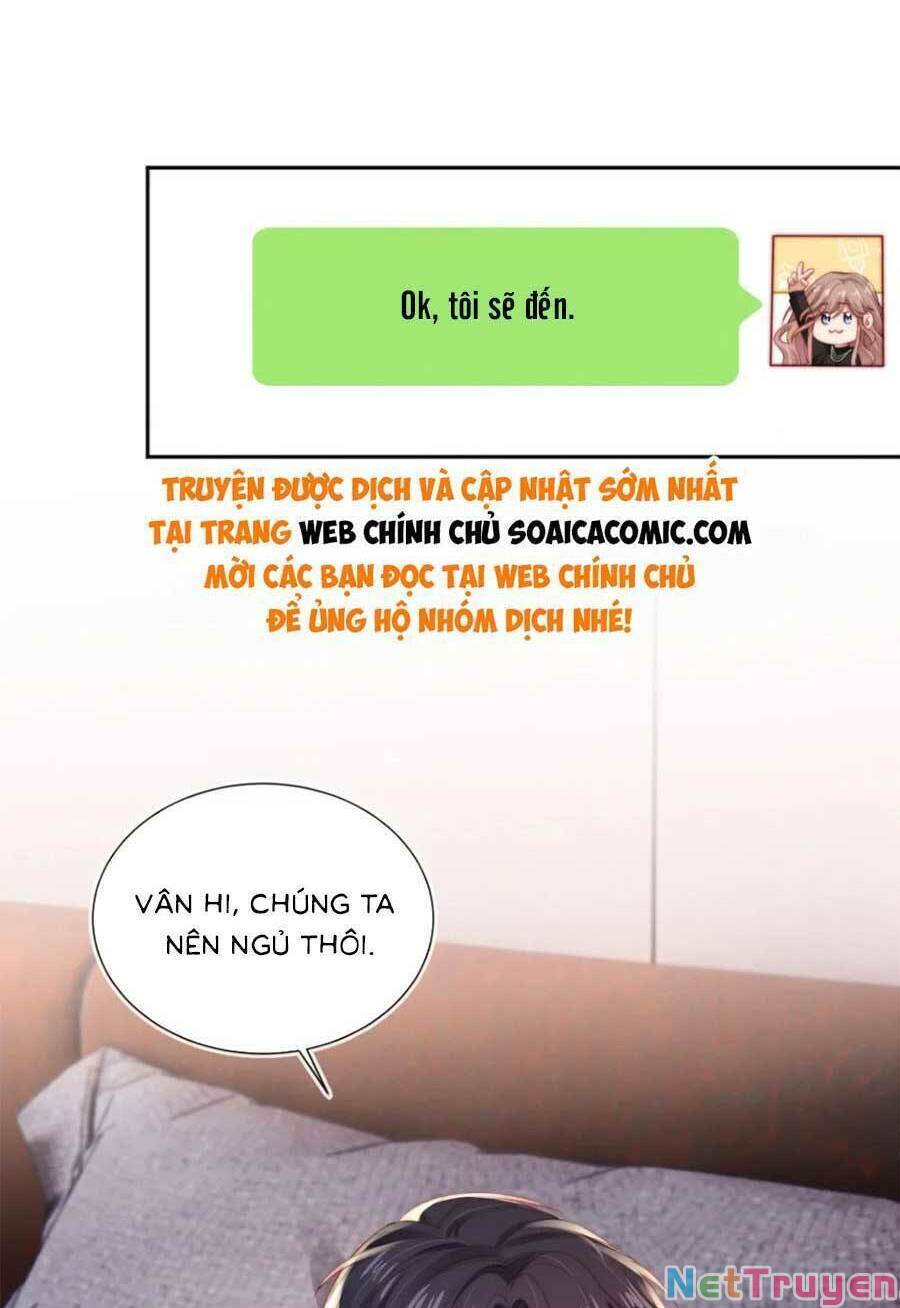 Ok, tôi sẽ đến.
TRUYỆN ĐƯỢC DỊCH VÀ CẬP NHẬT SỚM NHẤT
TẠI TRANG WEB CHÍNH CHỦ SOAICACOMIC.COM
MỜI CÁC BẠN ĐỌC TẠI WEB CHÍNH CHỦ
ĐỂ ỦNG HỘ NHÓM DỊCH NHÉ!
VÂN HI, CHÚNG TA
NÊN NGỦ THÔI.
NetTruyen